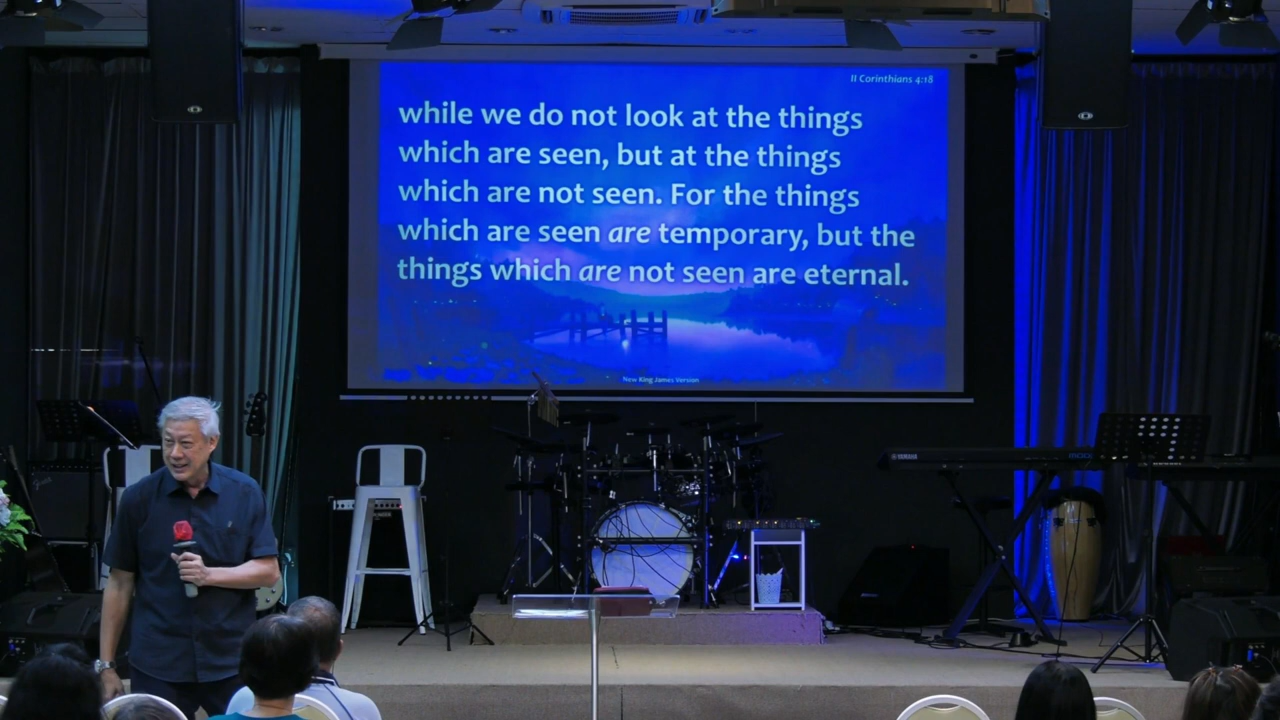 II Corinthians 4:18
while we do not look at the things
which are seen, but at the things
which are not seen. For the things
which are seen are temporary, but the
things which are not seen are eternal.
New King James Version
YAMAHA